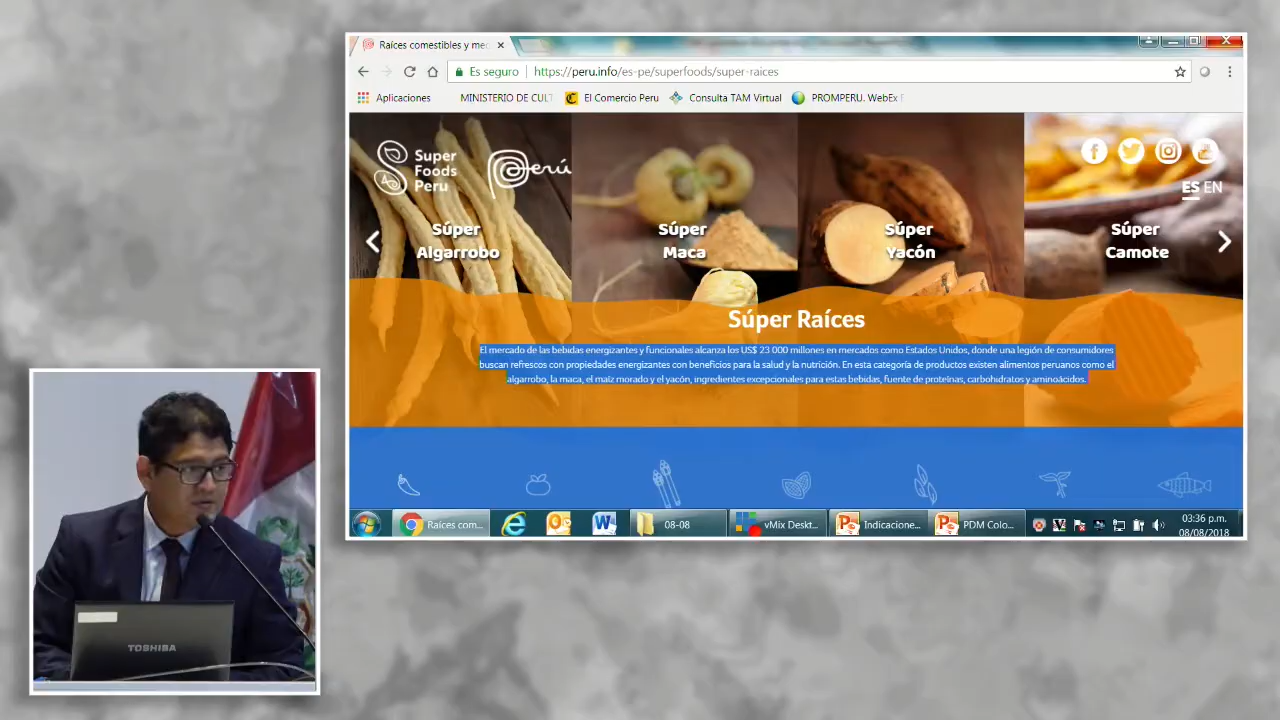 Raíces comestibles y me
Es seguro
https://peru.info/es-pe/superfoods/super-raices
Aplicaciones
MINISTERIO DE CULT
El Comercio Peru
Consulta TAM Virtual
PROMPERU. WebEx
Super
Foods
Peru
Perú
ES EN
Súper
Algarrobo
Súper
Maca
Súper
Yacón
Súper
Camote
Súper Raíces
El mercado de las bebidas energizantes y funcionales alcanza los US$ 23 000 millones en mercados como Estados Unidos, donde una legión de consumidores
buscan refrescos con propiedades energizantes con beneficios para la salud y la nutrición. En esta categoría de productos existen alimentos peruanos como el
algarrobo, la maca, el maíz morado y el yacón, ingredientes excepcionales para estas bebidas, fuente de proteínas, carbohidratos y aminoácidos.
Raíces com...
08-08
vMix Deskt...
Indicacione...
PDM Colo...
03:36 p.m.
08/08/2018
TOSHIBA